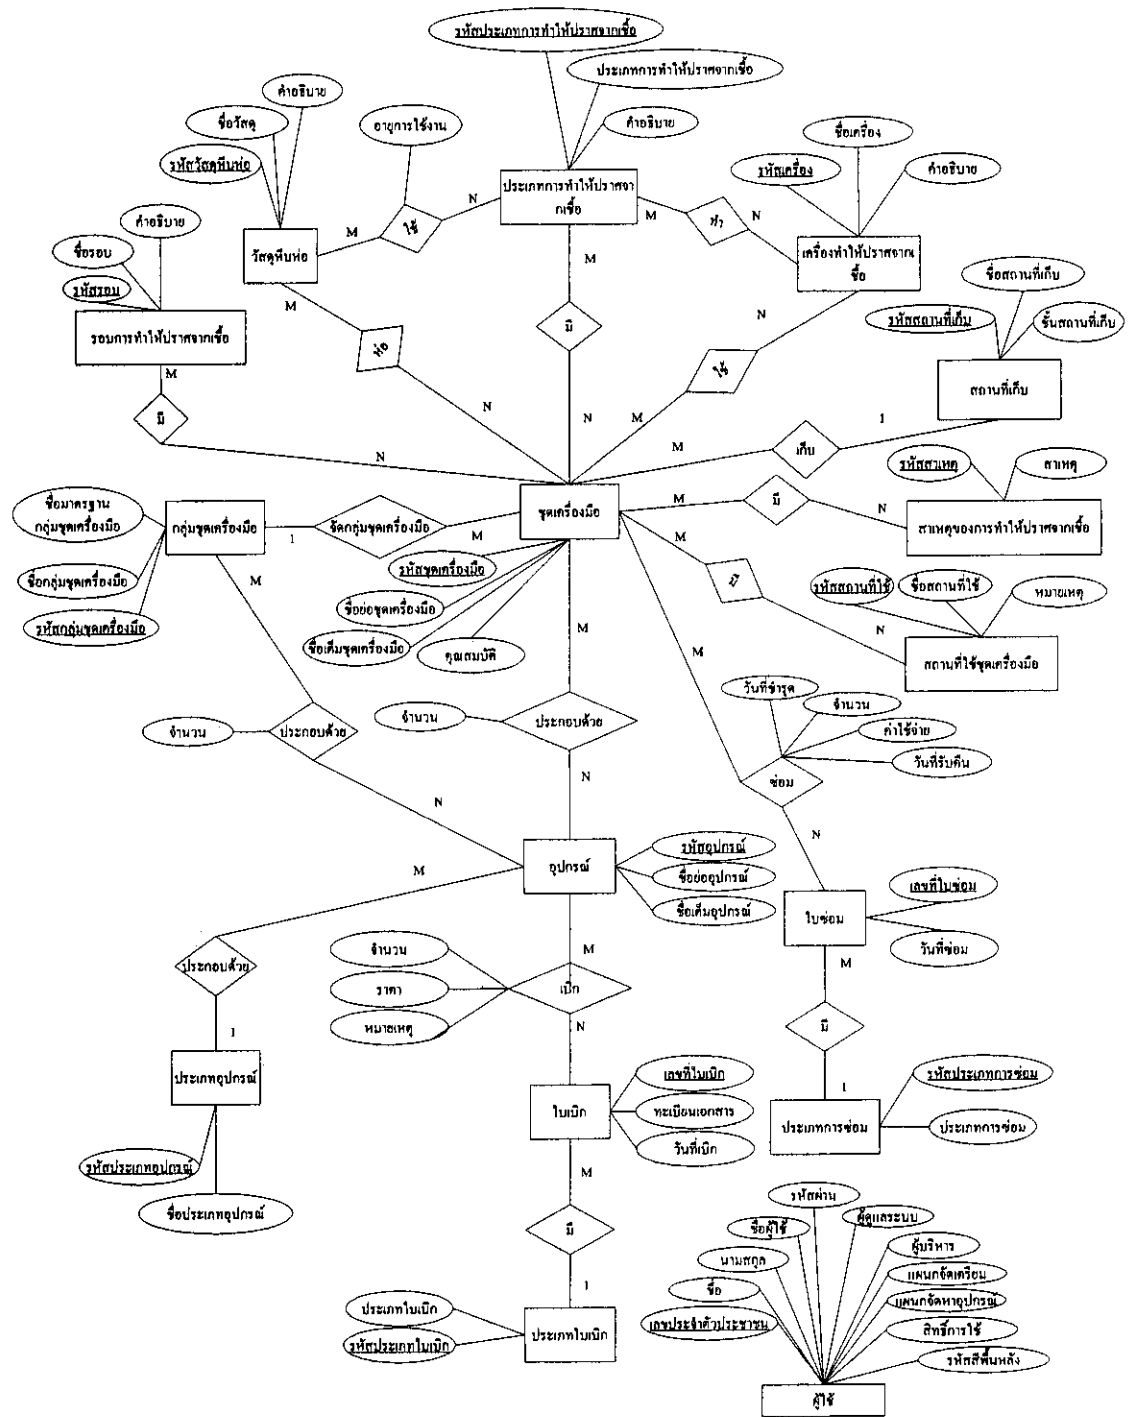 รหัสประเภทการทำให้ปราศจากเชื้อ
ประเภทการทำให้ปราศจากเชื้อ
คำอธิบาย
คำอธิบาย
ชื่อวัสดุ
รหัสวัสดุหีบห่อ
อายุการใช้งาน
ชื่อเครื่อง
รหัสเครื่อง
คำอธิบาย
ประเภทการทำให้ปราศจา
กเชื้อ
N
M
ใช้
M
ทำ
N
คำอธิบาย
ชื่อรอบ
รหัสรอบ
วัสดุหีบห่อ
เครื่องทำให้ปราศจากเ
ชื้อ
M
M
มี
N
ชื่อสถานที่เก็บ
รหัสสถานที่เก็บ
ชั้นสถานที่เก็บ
รอบการทำให้ปราศจากเชื้อ
ห่อ
ใช้
สถานที่เก็บ
M
มี
N
N
N
M
M
เก็บ
1
รหัสสาเหตุ
สาเหตุ
ชื่อมาตรฐาน
กลุ่มชุดเครื่องมือ
กลุ่มชุดเครื่องมือ
1
จัดกลุ่มชุดเครื่องมือ
M
ชุดเครื่องมือ
M
มี
N
สาเหตุของการทำให้ปราศจากเชื้อ
ชื่อกลุ่มชุดเครื่องมือ
รหัสกลุ่มชุดเครื่องมือ
M
รหัสชุดเครื่องมือ
ชื่อย่อชุดเครื่องมือ
ชื่อเต็มชุดเครื่องมือ
คุณสมบัติ
M
M
มี
N
รหัสสถานที่ใช้
ชื่อสถานที่ใช้
หมายเหตุ
สถานที่ใช้ชุดเครื่องมือ
M
วันที่ชำรุด
จำนวน
ค่าใช้จ่าย
วันที่รับคืน
จำนวน
ประกอบด้วย
จำนวน
ประกอบด้วย
ซ่อม
N
N
N
M
อุปกรณ์
รหัสอุปกรณ์
ชื่อย่ออุปกรณ์
ชื่อเต็มอุปกรณ์
ใบซ่อม
เลขที่ใบซ่อม
วันที่ซ่อม
ประกอบด้วย
จำนวน
ราคา
หมายเหตุ
M
เบิก
N
M
มี
1
1
ประเภทอุปกรณ์
รหัสประเภทอุปกรณ์
ชื่อประเภทอุปกรณ์
ใบเบิก
เลขที่ใบเบิก
ทะเบียนเอกสาร
วันที่เบิก
ประเภทการซ่อม
รหัสประเภทการซ่อม
ประเภทการซ่อม
M
มี
1
ประเภทใบเบิก
รหัสประเภทใบเบิก
ประเภทใบเบิก
รหัสผ่าน
ชื่อผู้ใช้
ผู้ดูแลระบบ
นามสกุล
ผู้บริหาร
ชื่อ
แผนกจัดเตรียม
เลขประจำตัวประชาชน
แผนกจัดหาอุปกรณ์
สิทธิ์การใช้
รหัสสีพื้นหลัง
ผู้ใช้